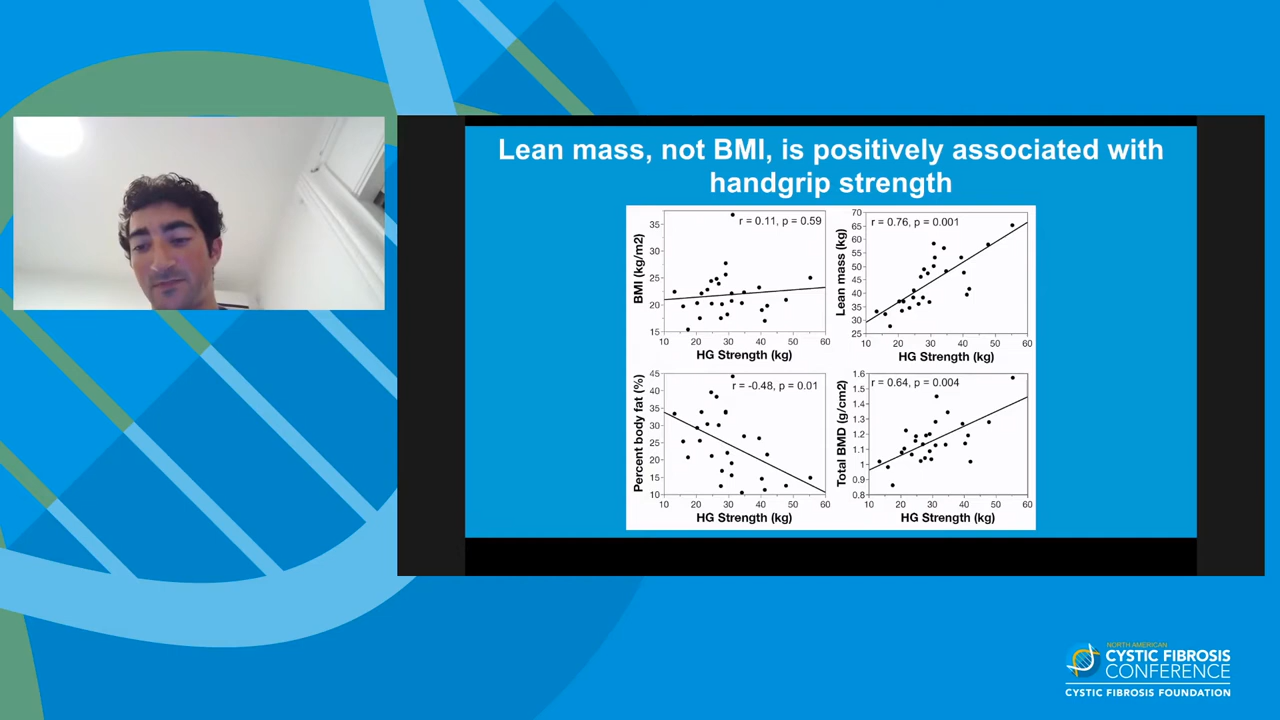 Lean mass, not BMI, is positively associated with
handgrip strength
r = 0.11, p = 0.59
BMI (kg/m2)
35
30
25
20
15
10 20 30 40 50 60
HG Strength (kg)
r = 0.76, p = 0.001
Lean mass (kg)
70
65
60
55
50
45
40
35
30
25
10 20 30 40 50 60
HG Strength (kg)
r = -0.48, p = 0.01
Percent body fat (%)
45
40
35
30
25
20
15
10
10 20 30 40 50 60
HG Strength (kg)
r = 0.64, p = 0.004
Total BMD (g/cm2)
1.6
1.5
1.4
1.3
1.2
1.1
1
0.9
0.8
10 20 30 40 50 60
HG Strength (kg)
NORTH AMERICAN
CYSTIC FIBROSIS
CONFERENCE
CYSTIC FIBROSIS FOUNDATION